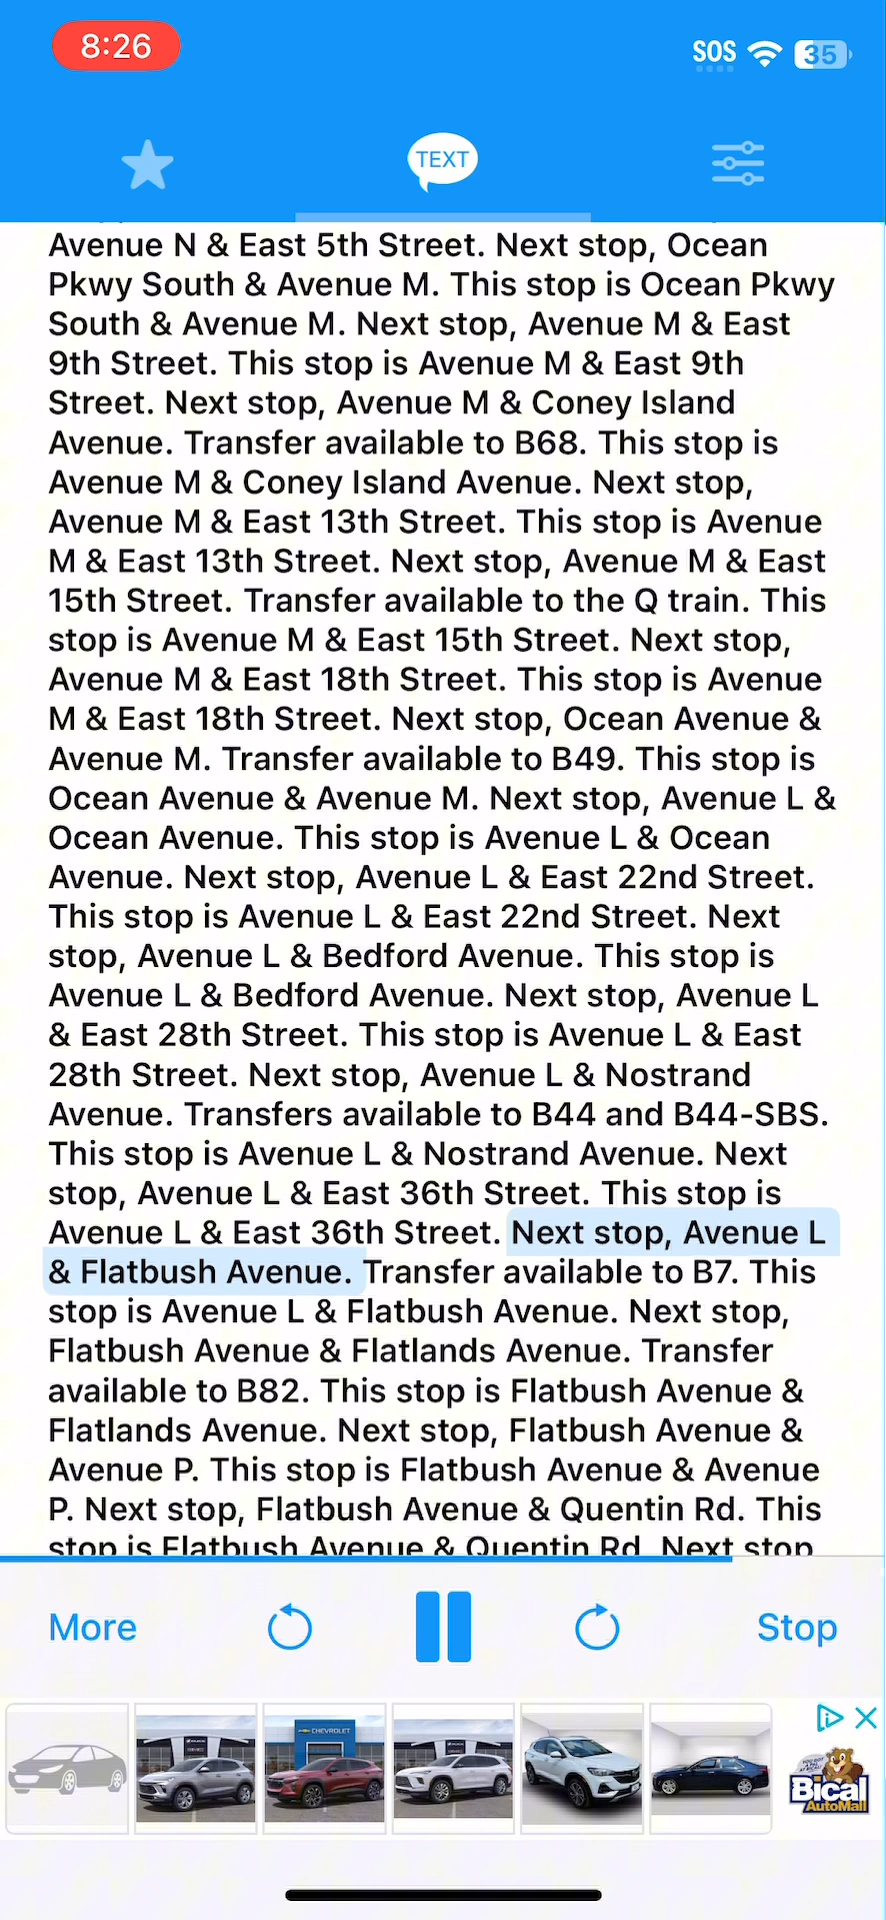 8:26
SOS
35
TEXT
Avenue N & East 5th Street. Next stop, Ocean
Pkwy South & Avenue M. This stop is Ocean Pkwy
South & Avenue M. Next stop, Avenue M & East
9th Street. This stop is Avenue M & East 9th
Street. Next stop, Avenue M & Coney Island
Avenue. Transfer available to B68. This stop is
Avenue M & Coney Island Avenue. Next stop,
Avenue M & East 13th Street. This stop is Avenue
M & East 13th Street. Next stop, Avenue M & East
15th Street. Transfer available to the Q train. This
stop is Avenue M & East 15th Street. Next stop,
Avenue M & East 18th Street. This stop is Avenue
M & East 18th Street. Next stop, Ocean Avenue &
Avenue M. Transfer available to B49. This stop is
Ocean Avenue & Avenue M. Next stop, Avenue L &
Ocean Avenue. This stop is Avenue L & Ocean
Avenue. Next stop, Avenue L & East 22nd Street.
This stop is Avenue L & East 22nd Street. Next
stop, Avenue L & Bedford Avenue. This stop is
Avenue L & Bedford Avenue. Next stop, Avenue L
& East 28th Street. This stop is Avenue L & East
28th Street. Next stop, Avenue L & Nostrand
Avenue. Transfers available to B44 and B44-SBS.
This stop is Avenue L & Nostrand Avenue. Next
stop, Avenue L & East 36th Street. This stop is
Avenue L & East 36th Street. Next stop, Avenue L
& Flatbush Avenue. Transfer available to B7. This
stop is Avenue L & Flatbush Avenue. Next stop,
Flatbush Avenue & Flatlands Avenue. Transfer
available to B82. This stop is Flatbush Avenue &
Flatlands Avenue. Next stop, Flatbush Avenue &
Avenue P. This stop is Flatbush Avenue & Avenue
P. Next stop, Flatbush Avenue & Quentin Rd. This
stop is Flatbush Avenue & Quentin Rd. Next stop
More
Stop
CHEVROLET
Bical
AutoMall